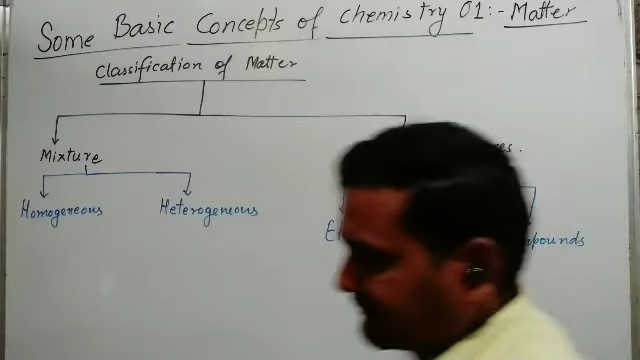 Some Basic Concepts of chemistry 01:- Matter
Classification of Matter
Mixture
Homogeneous Heterogeneous